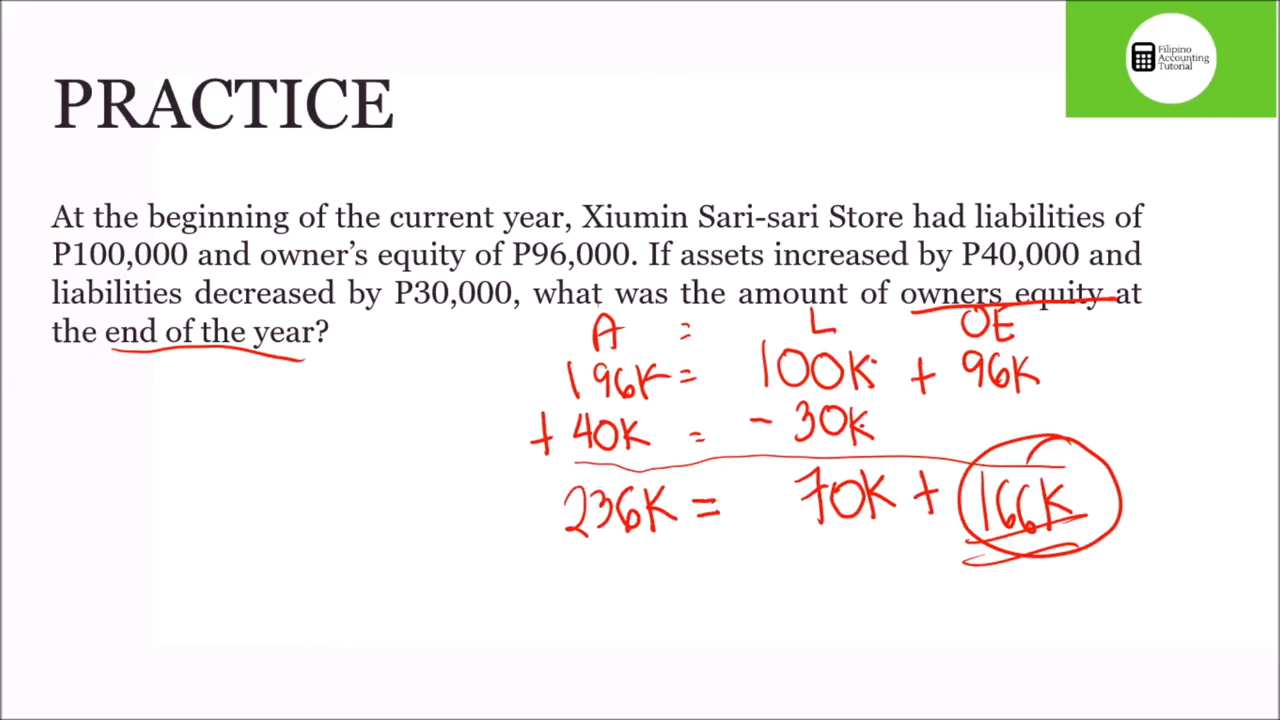 Filipino
Accounting
Tutorial
PRACTICE
At the beginning of the current year, Xiumin Sari-sari Store had liabilities of
P100,000 and owner’s equity of P96,000. If assets increased by P40,000 and
liabilities decreased by P30,000, what was the amount of owners equity at
the end of the year?
A = L OE
196K = 100K + 96K
+ 40K = - 30K
236K = 70K + 166K